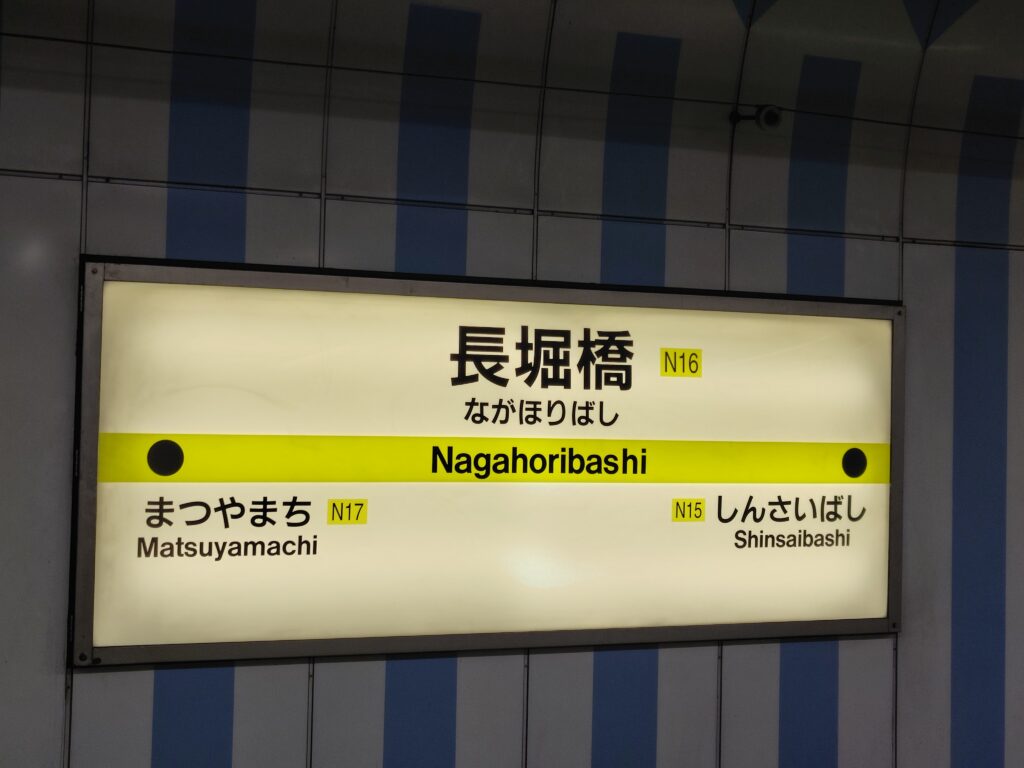 長堀橋 N16
ながほりばし
Nagahoribashi
まつやまち N17
Matsuyamachi
N15 しんさいばし
Shinsaibashi